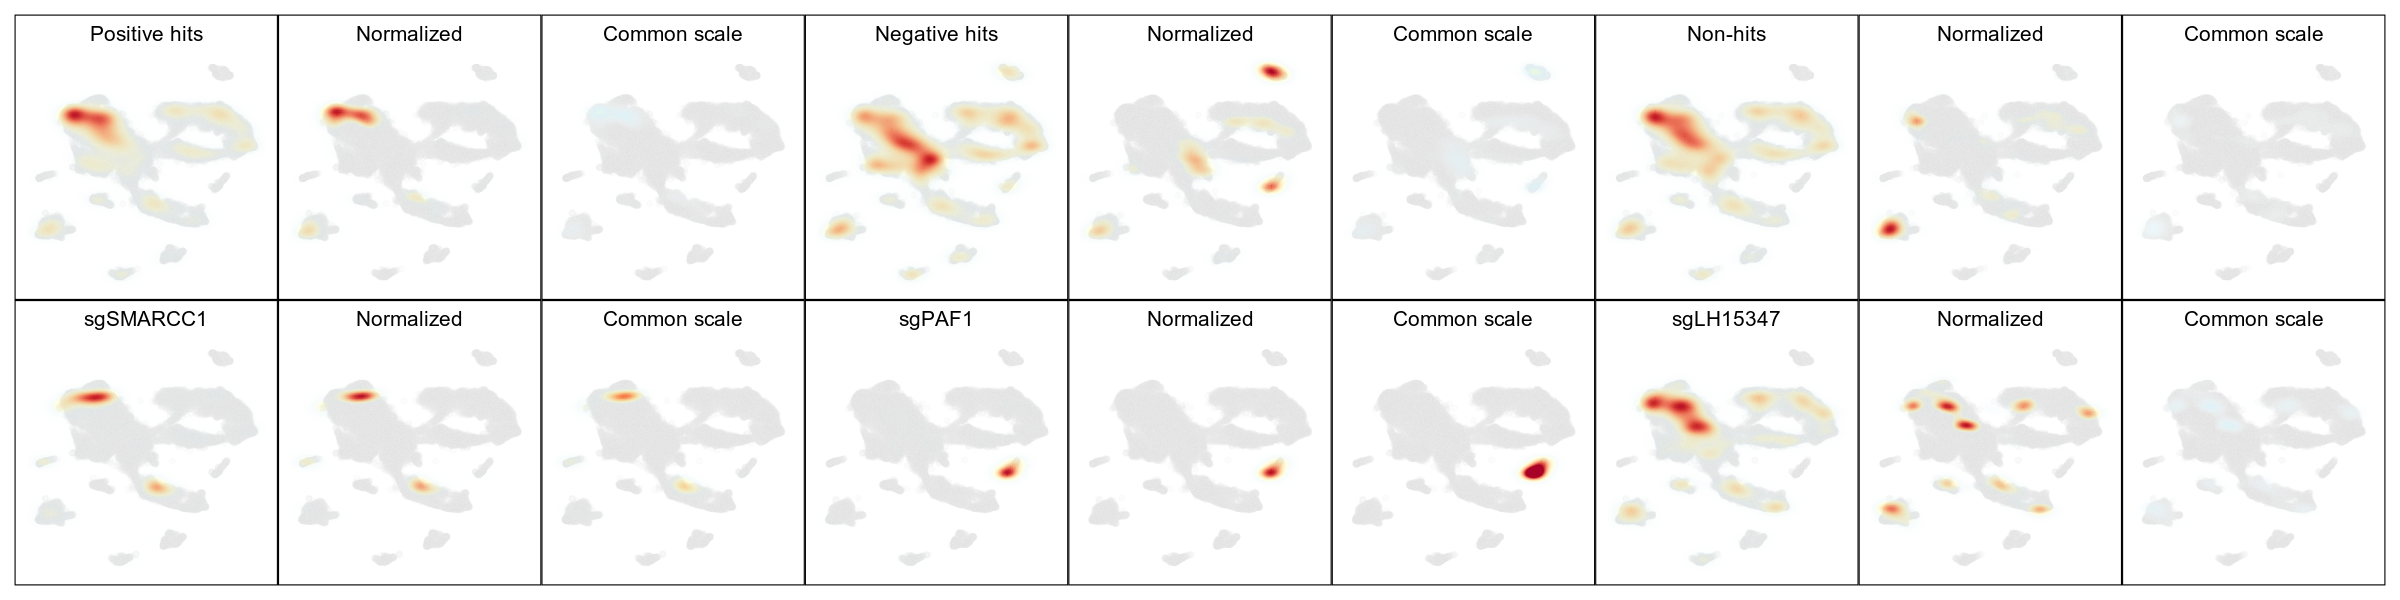 Positive hits
Normalized
Common scale
Negative hits
Normalized
Common scale
Non-hits
Normalized
Common scale
sgSMARCC1
Normalized
Common scale
sgPAF1
Normalized
Common scale
sgLH15347
Normalized
Common scale